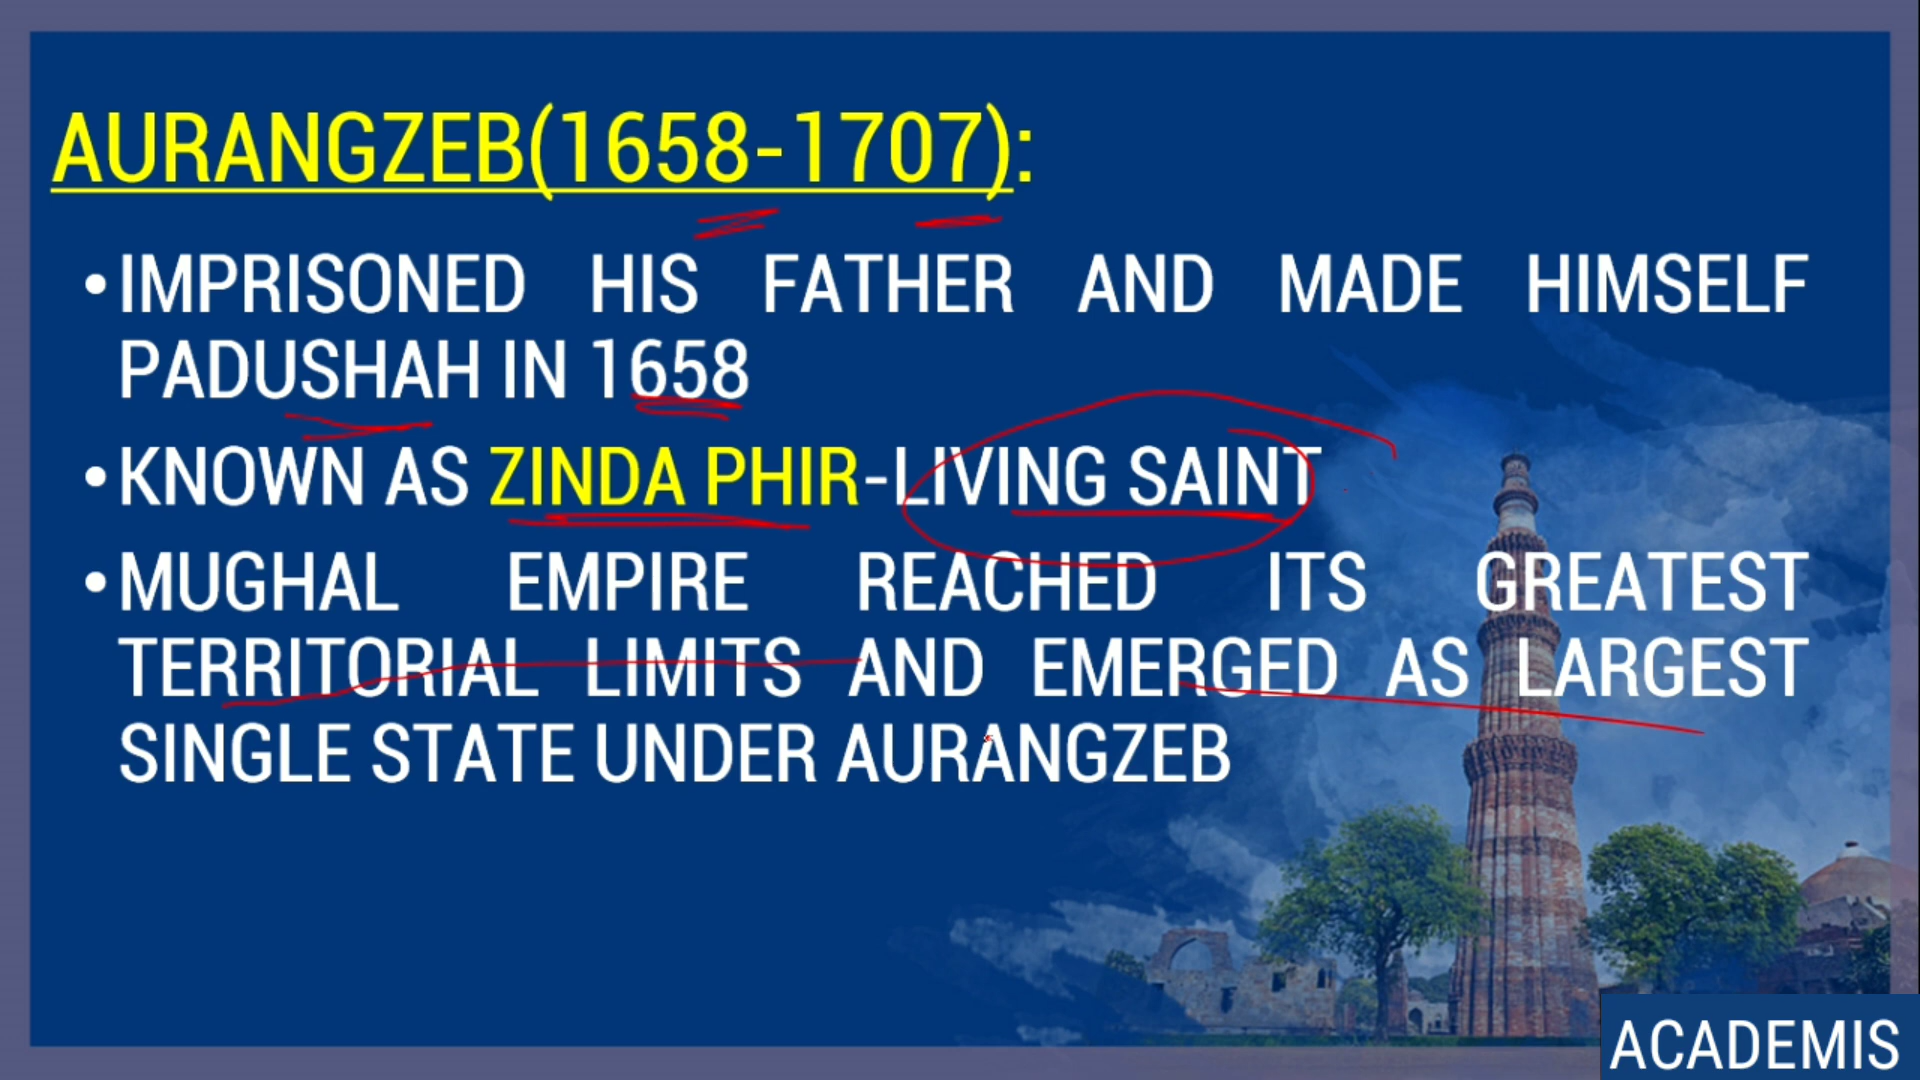 AURANGZEB(1658-1707):
•IMPRISONED HIS FATHER AND MADE HIMSELF
PADUSHAH IN 1658
•KNOWN AS ZINDA PHIR-LIVING SAINT
•MUGHAL EMPIRE REACHED ITS GREATEST
TERRITORIAL LIMITS AND EMERGED AS LARGEST
SINGLE STATE UNDER AURANGZEB
ACADEMIS